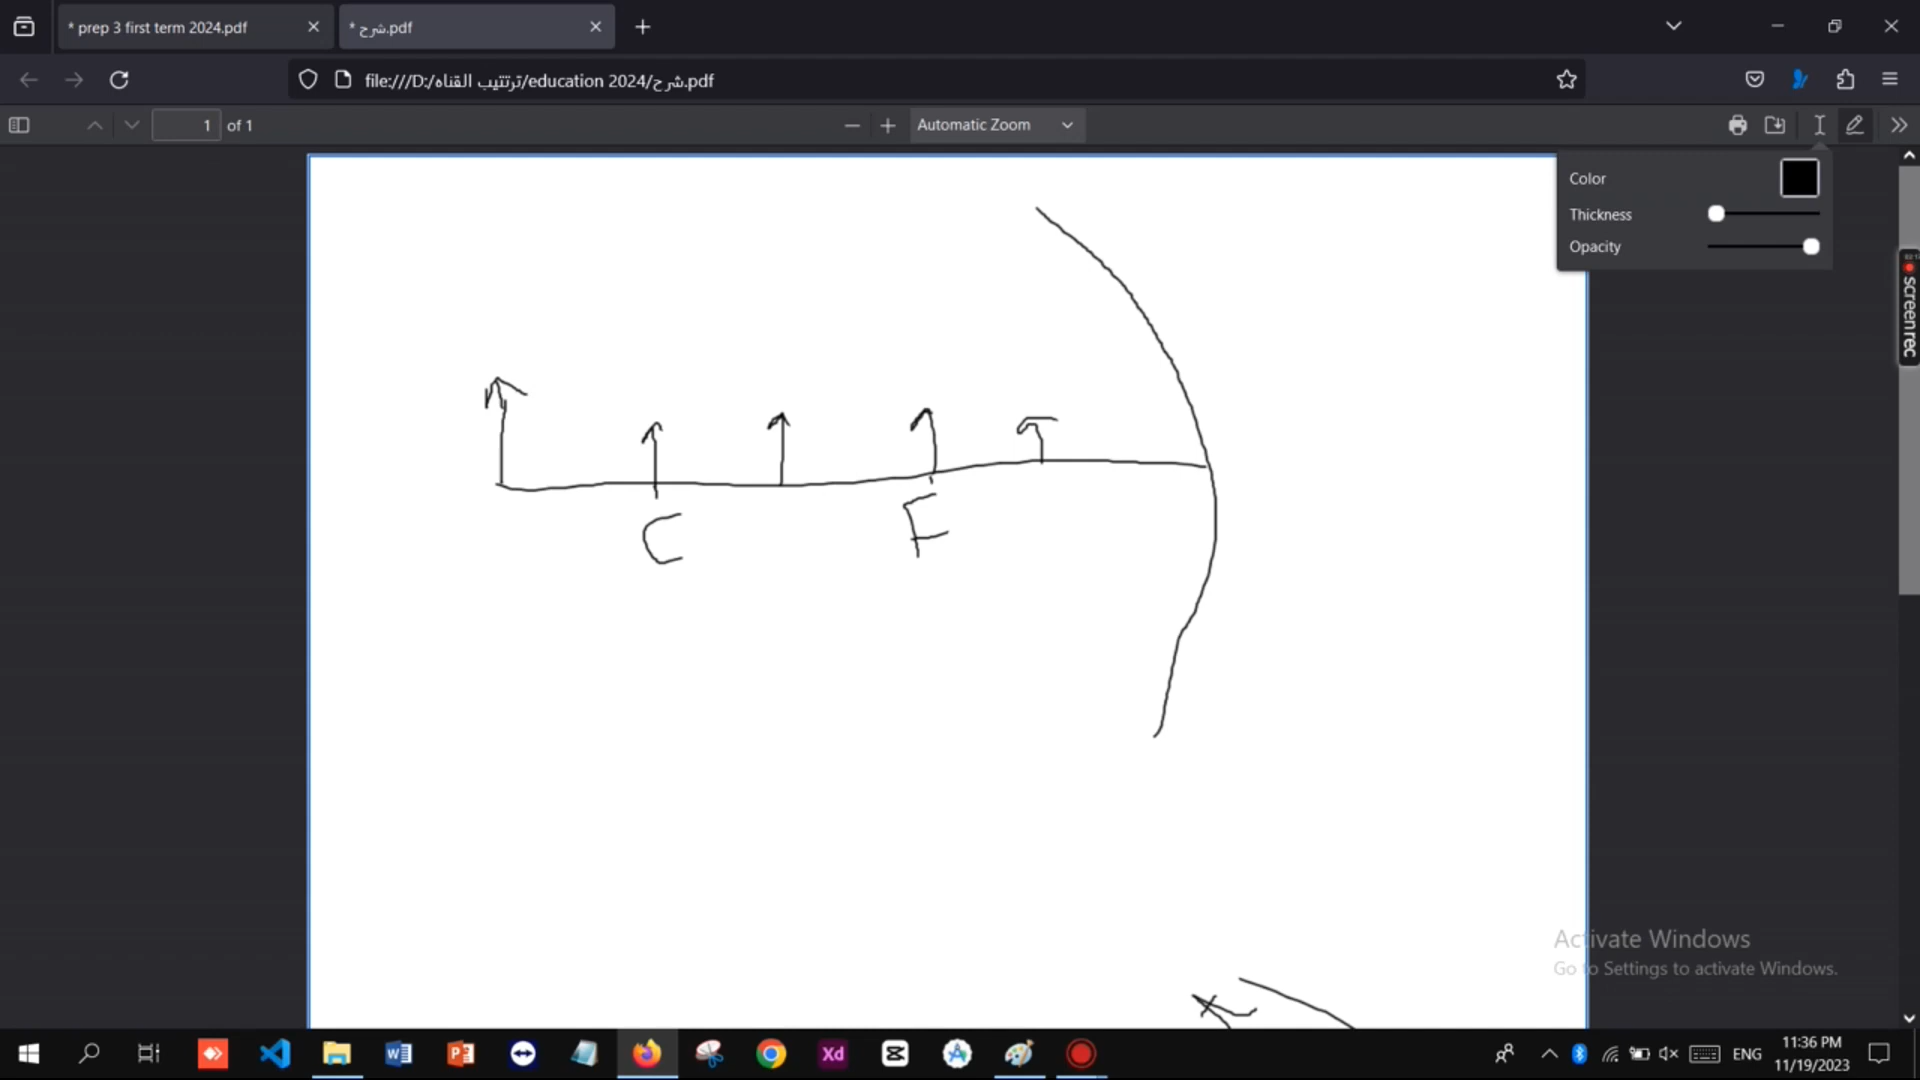 * prep 3 first term 2024.pdf
* شرح.pdf
file:///D:/ترتتيب القناه/education 2024/شرح.pdf
1 of 1
Automatic Zoom
Color
Thickness
Opacity
screenrec
C
F
Activate Windows
Go to Settings to activate Windows.
Xd
ENG
11:36 PM
11/19/2023